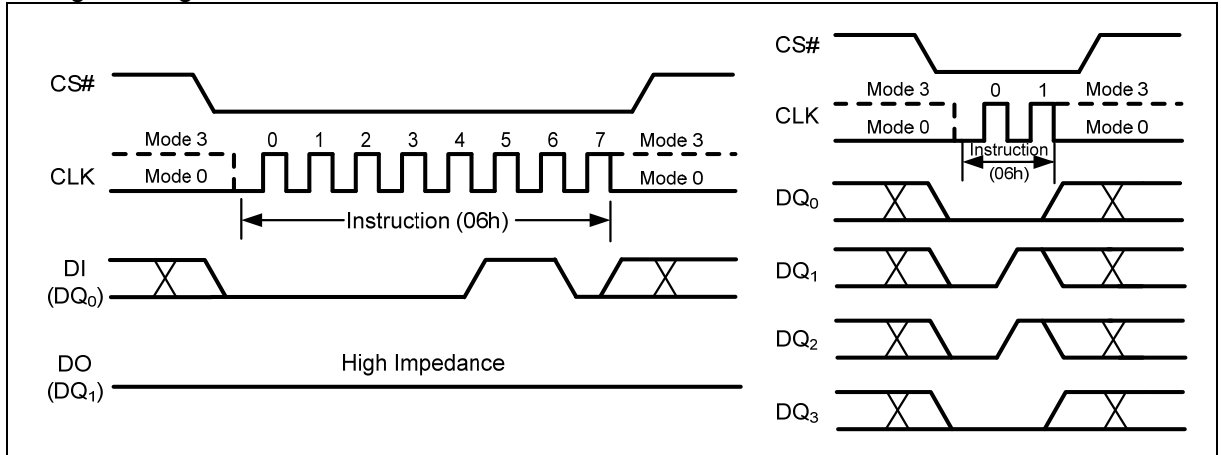 CS#
Mode 3 0 1 2 3 4 5 6 7 Mode 3
CLK Mode 0 Mode 0
Instruction (06h)
DI
(DQ0)
High Impedance
DO
(DQ1)
CS#
Mode 3 0 1 Mode 3
CLK
Mode 0 Mode 0
Instruction
(06h)
DQ0
DQ1
DQ2
DQ3